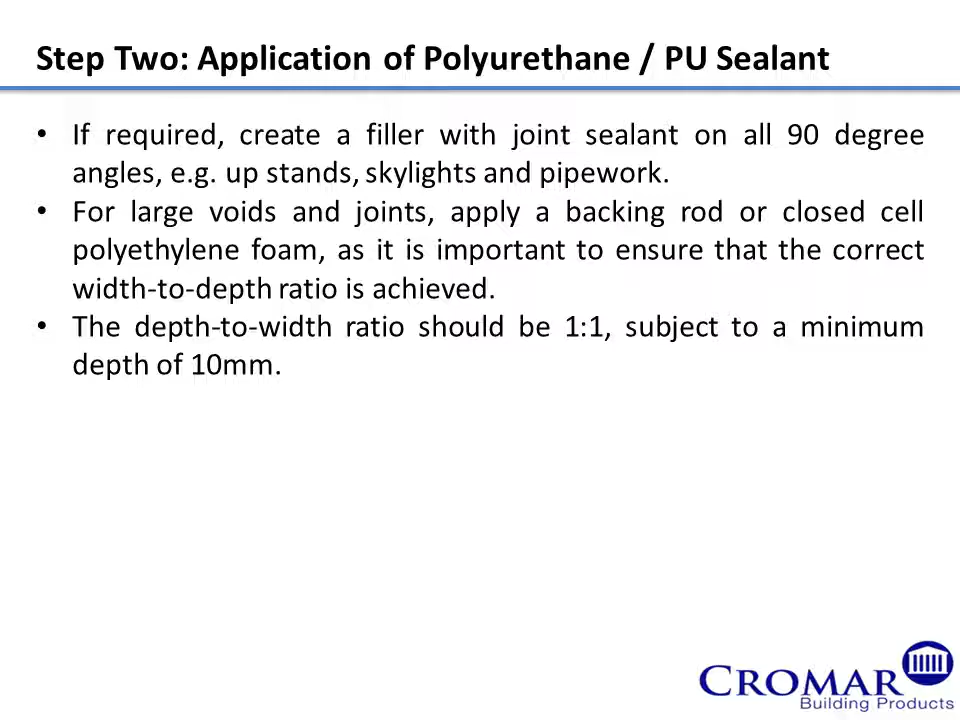 Step Two: Application of Polyurethane / PU Sealant
• If required, create a filler with joint sealant on all 90 degree
angles, e.g. up stands, skylights and pipework.
• For large voids and joints, apply a backing rod or closed cell
polyethylene foam, as it is important to ensure that the correct
width-to-depth ratio is achieved.
• The depth-to-width ratio should be 1:1, subject to a minimum
depth of 10mm.
CROMAR
Building Products